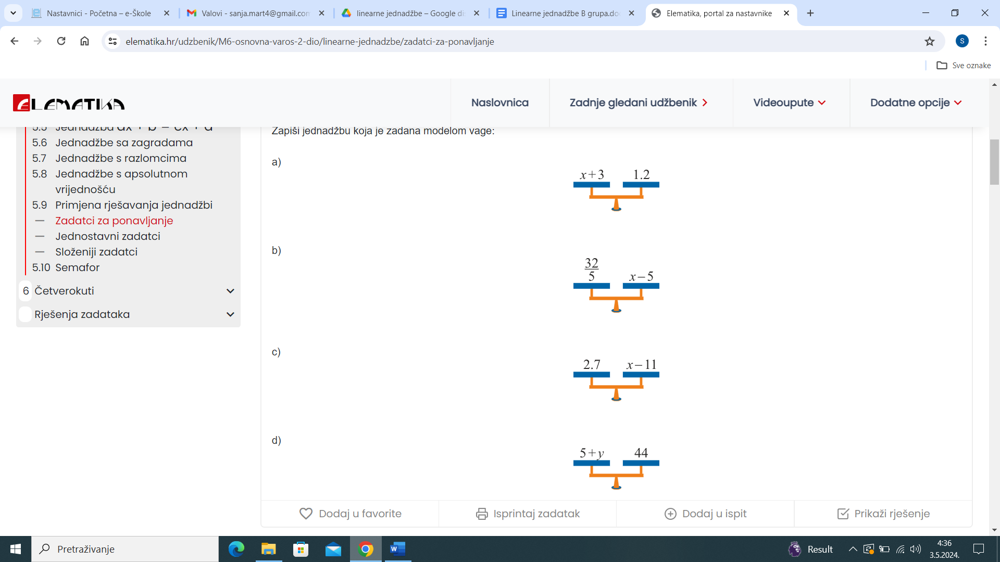 Nastavnici - Početna – e-Škole
Valovi - sanja.mart4@gmail.con
linearne jednadžbe – Google di
Linearne jednadžbe B grupa.do
Elematika, portal za nastavnike
elematika.hr/udzbenik/M6-osnovna-varos-2-dio/linearne-jednadzbe/zadatci-za-ponavljanje
S
Sve oznake
ELEMATIKA
Naslovnica
Zadnje gledani udžbenik
Videoupute
Dodatne opcije
5.5 Jednadžba ax + b = cx + d
5.6 Jednadžbe sa zagradama
5.7 Jednadžbe s razlomcima
5.8 Jednadžbe s apsolutnom
vrijednošću
5.9 Primjena rješavanja jednadžbi
— Zadatci za ponavljanje
— Jednostavni zadatci
— Složeniji zadatci
5.10 Semafor
6 Četverokuti
Rješenja zadataka
Zapiši jednadžbu koja je zadana modelom vage:
a)
x+3 1.2
b)
32
5 x−5
c)
2.7 x−11
d)
5+y 44
Dodaj u favorite
Isprintaj zadatak
Dodaj u ispit
Prikaži rješenje
Pretraživanje
W
Result
4:36
3.5.2024.